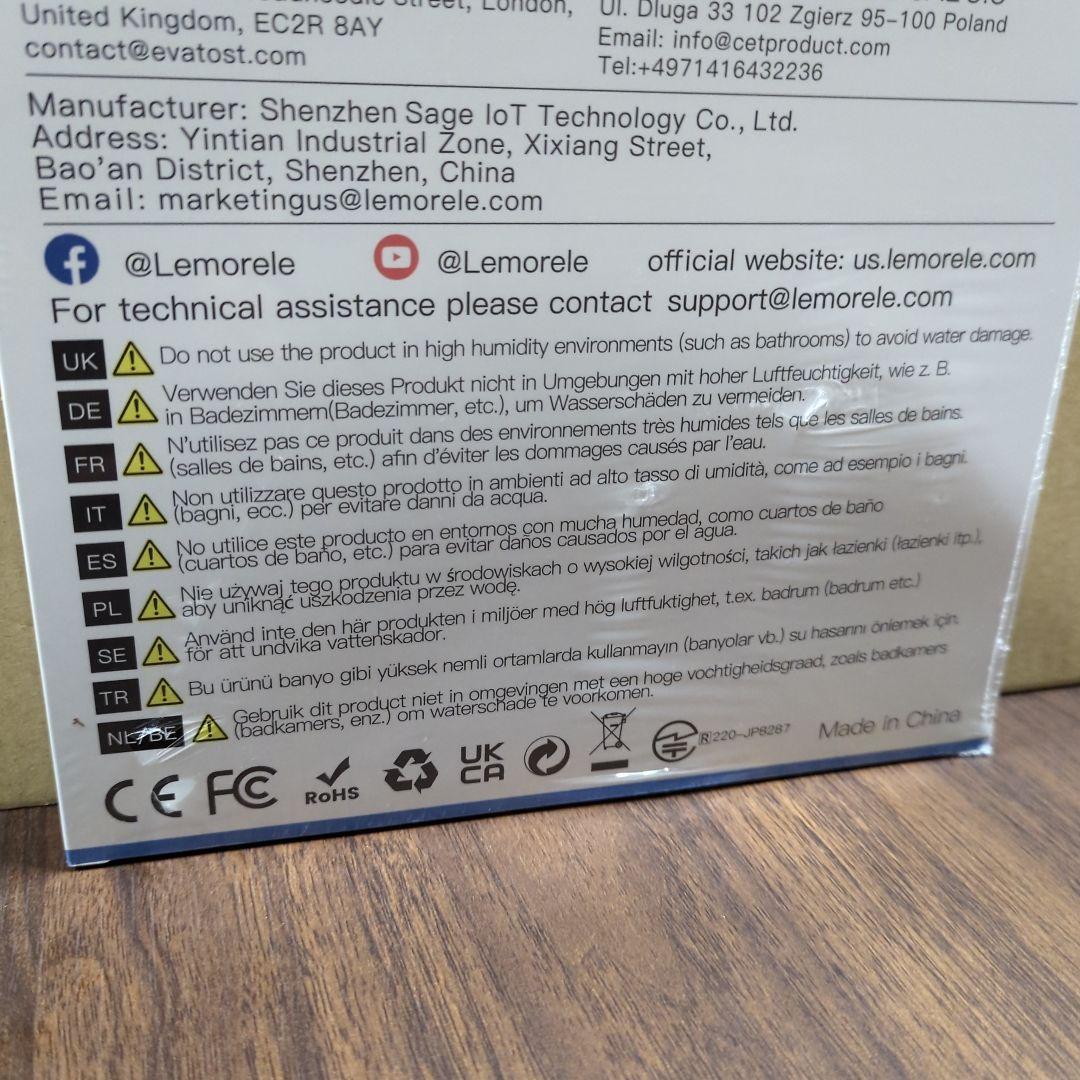 Street, London,
United Kingdom, EC2R 8AY
contact@evatost.com
Ul. Dluga 33 102 Zgierz 95-100 Poland
Email: info@cetproduct.com
Tel:+4971416432236
Manufacturer: Shenzhen Sage IoT Technology Co., Ltd.
Address: Yintian Industrial Zone, Xixiang Street,
Bao'an District, Shenzhen, China
Email: marketingus@lemorele.com
@Lemorele @Lemorele official website: us.lemorele.com
For technical assistance please contact support@lemorele.com
UK Do not use the product in high humidity environments (such as bathrooms) to avoid water damage.
DE Verwenden Sie dieses Produkt nicht in Umgebungen mit hoher Luftfeuchtigkeit, wie z. B.
in Badezimmern(Badezimmer, etc.), um Wasserschäden zu vermeiden.
FR N'utilisez pas ce produit dans des environnements très humides tels que les salles de bains.
(salles de bains, etc.) afin d'éviter les dommages causés par l'eau.
IT Non utilizzare questo prodotto in ambienti ad alto tasso di umidità, come ad esempio i bagni.
(bagni, ecc.) per evitare danni da acqua.
ES No utilice este producto en entornos con mucha humedad, como cuartos de baño
(cuartos de baño, etc.) para evitar daños causados por el agua.
PL Nie używaj tego produktu w środowiskach o wysokiej wilgotności, takich jak łazienki (łazienki itp.),
aby uniknąć uszkodzenia przez wodę.
SE Använd inte den här produkten i miljöer med hög luftfuktighet, t.ex. badrum (badrum etc.)
för att undvika vattenskador.
TR Bu ürünü banyo gibi yüksek nemli ortamlarda kullanmayın (banyolar vb.) su hasarını önlemek için.
NL/BE Gebruik dit product niet in omgevingen met een hoge vochtigheidsgraad, zoals badkamers
(badkamers, enz.) om waterschade te voorkomen.
CE FC RoHS UK CA R 220-JP8287 Made in China